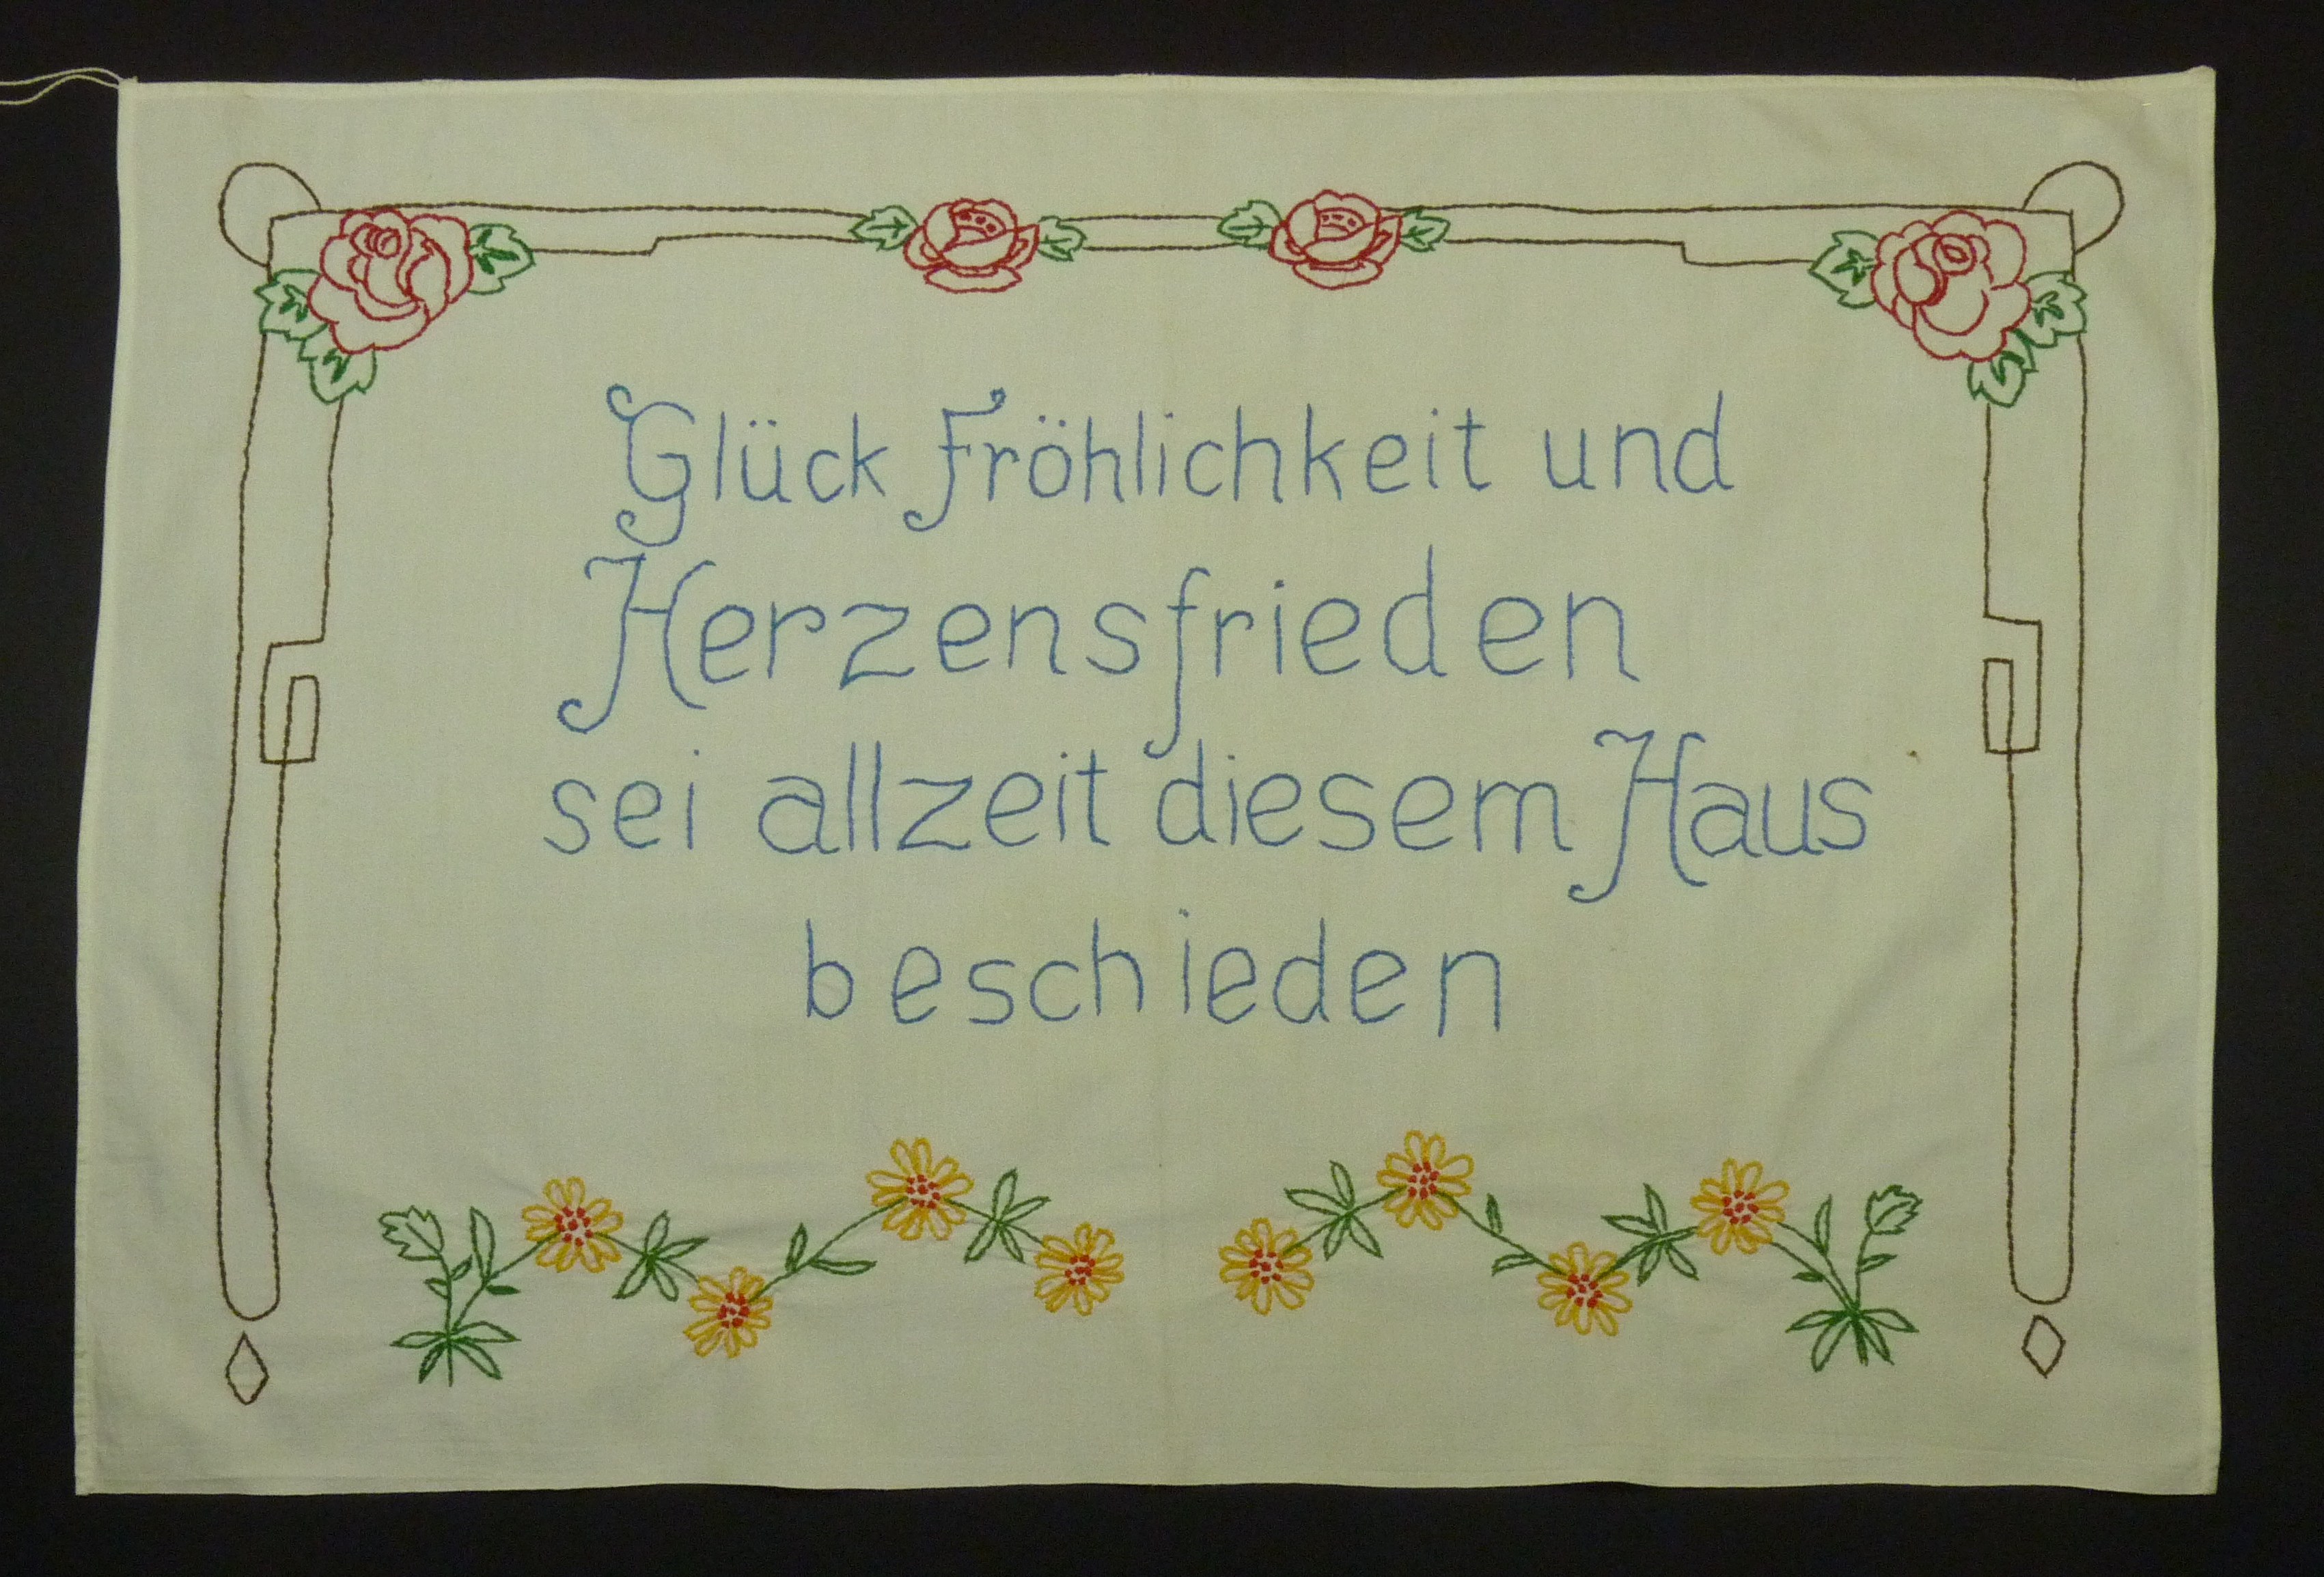 Glück Fröhlichkeit und
Herzensfrieden
sei allzeit diesem Haus
beschieden